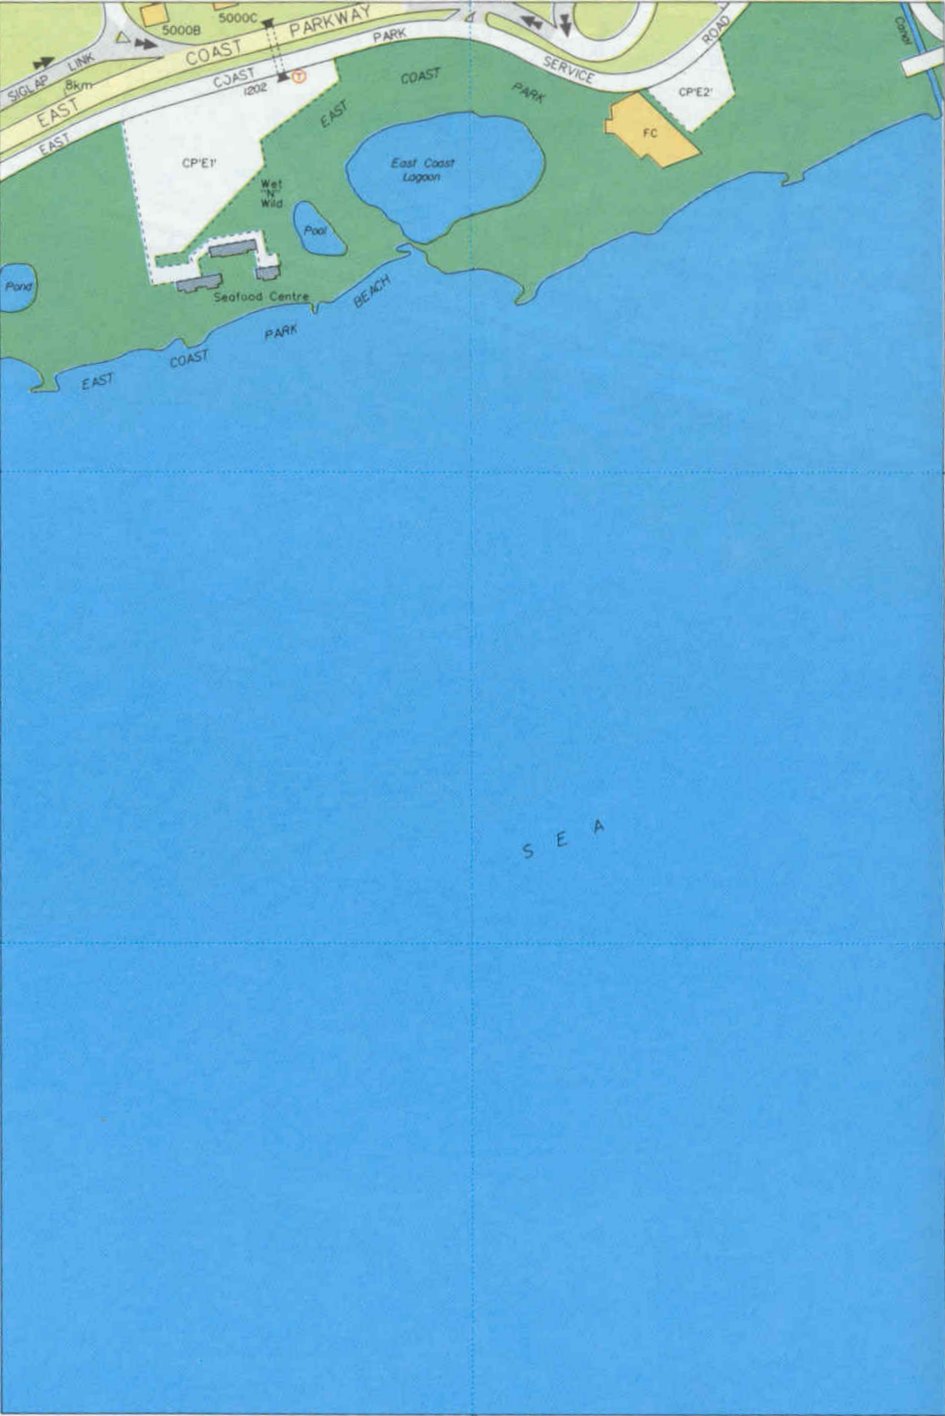 5000C
5000B
EAST COAST PARKWAY
SIGLAP LINK
8km
EAST COAST PARK SERVICE ROAD
1202
T
Canal
EAST COAST PARK
CP'E1'
CP'E2'
FC
East Coast
Lagoon
Wet
'N'
Wild
Pool
Pond
Seafood Centre
EAST COAST PARK BEACH
SEA